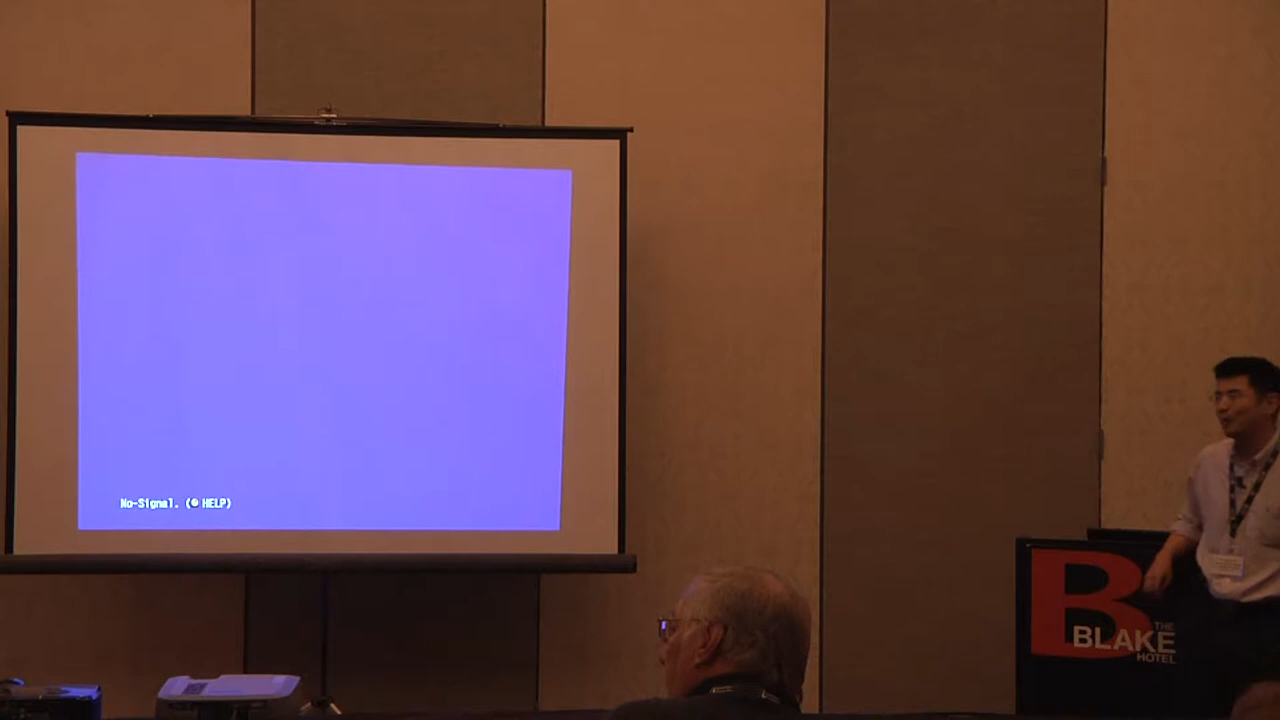 No-Signal. (● HELP)
B
THE
BLAKE
HOTEL